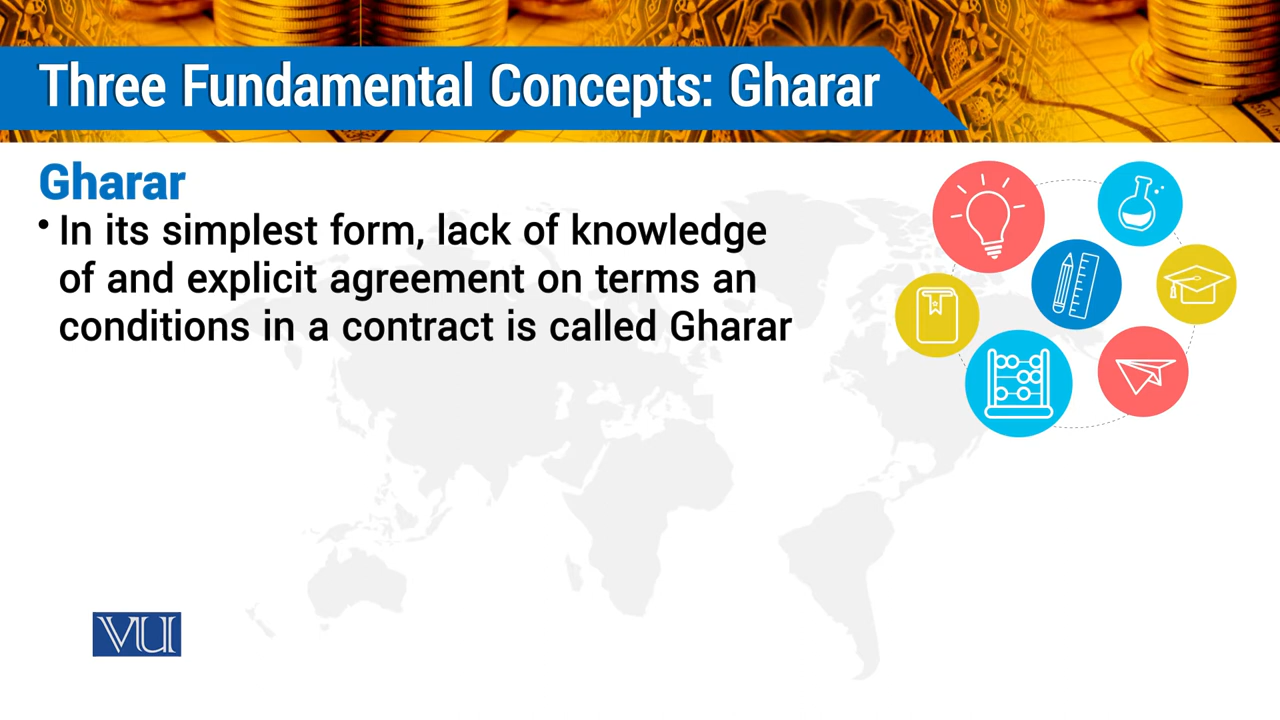 Three Fundamental Concepts: Gharar
Gharar
• In its simplest form, lack of knowledge
of and explicit agreement on terms an
conditions in a contract is called Gharar
VU